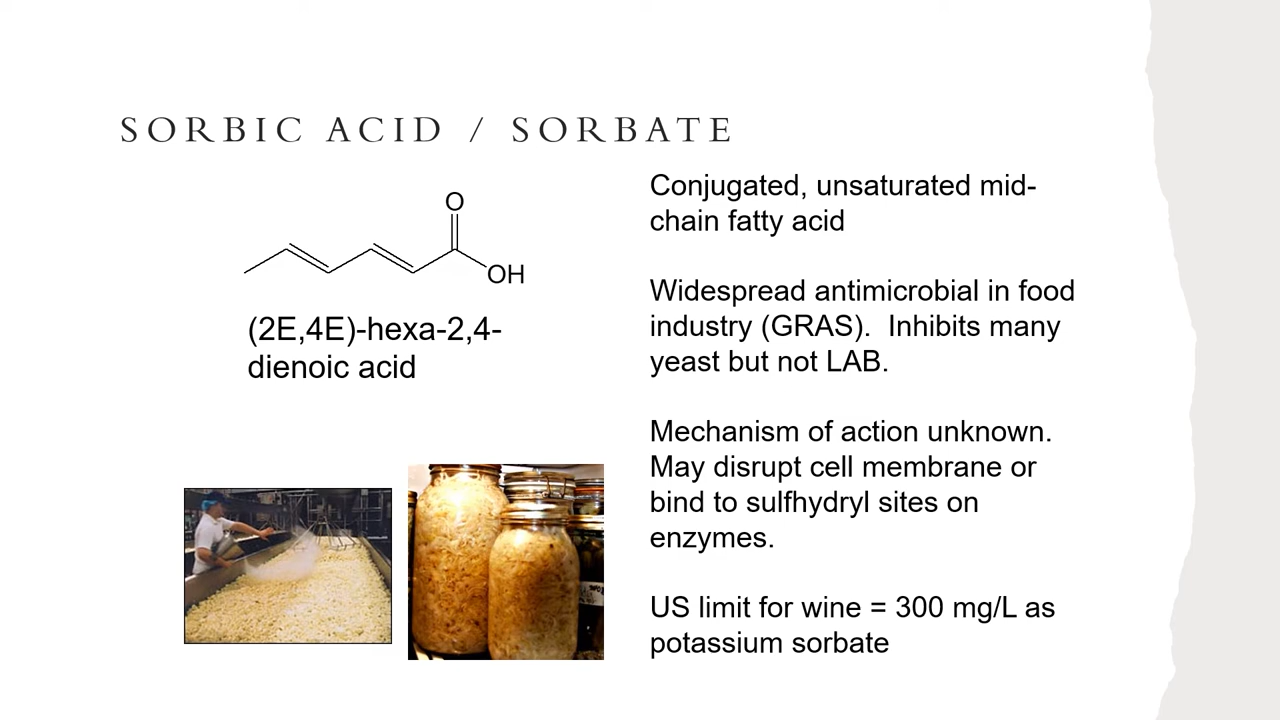 SORBIC ACID / SORBATE
O
OH
(2E,4E)-hexa-2,4-
dienoic acid
Conjugated, unsaturated mid-
chain fatty acid
Widespread antimicrobial in food
industry (GRAS).  Inhibits many
yeast but not LAB.
Mechanism of action unknown.
May disrupt cell membrane or
bind to sulfhydryl sites on
enzymes.
US limit for wine = 300 mg/L as
potassium sorbate